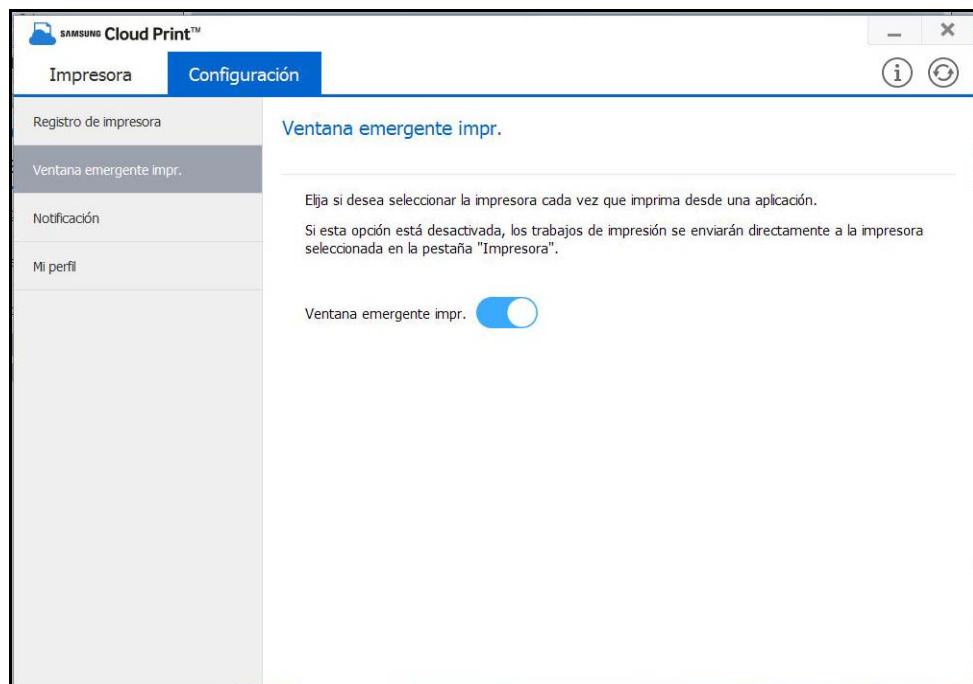 SAMSUNG Cloud Print™
Impresora
Configuración
Registro de impresora
Ventana emergente impr.
Notificación
Mi perfil
Ventana emergente impr.
Elija si desea seleccionar la impresora cada vez que imprima desde una aplicación.
Si esta opción está desactivada, los trabajos de impresión se enviarán directamente a la impresora
seleccionada en la pestaña "Impresora".
Ventana emergente impr.